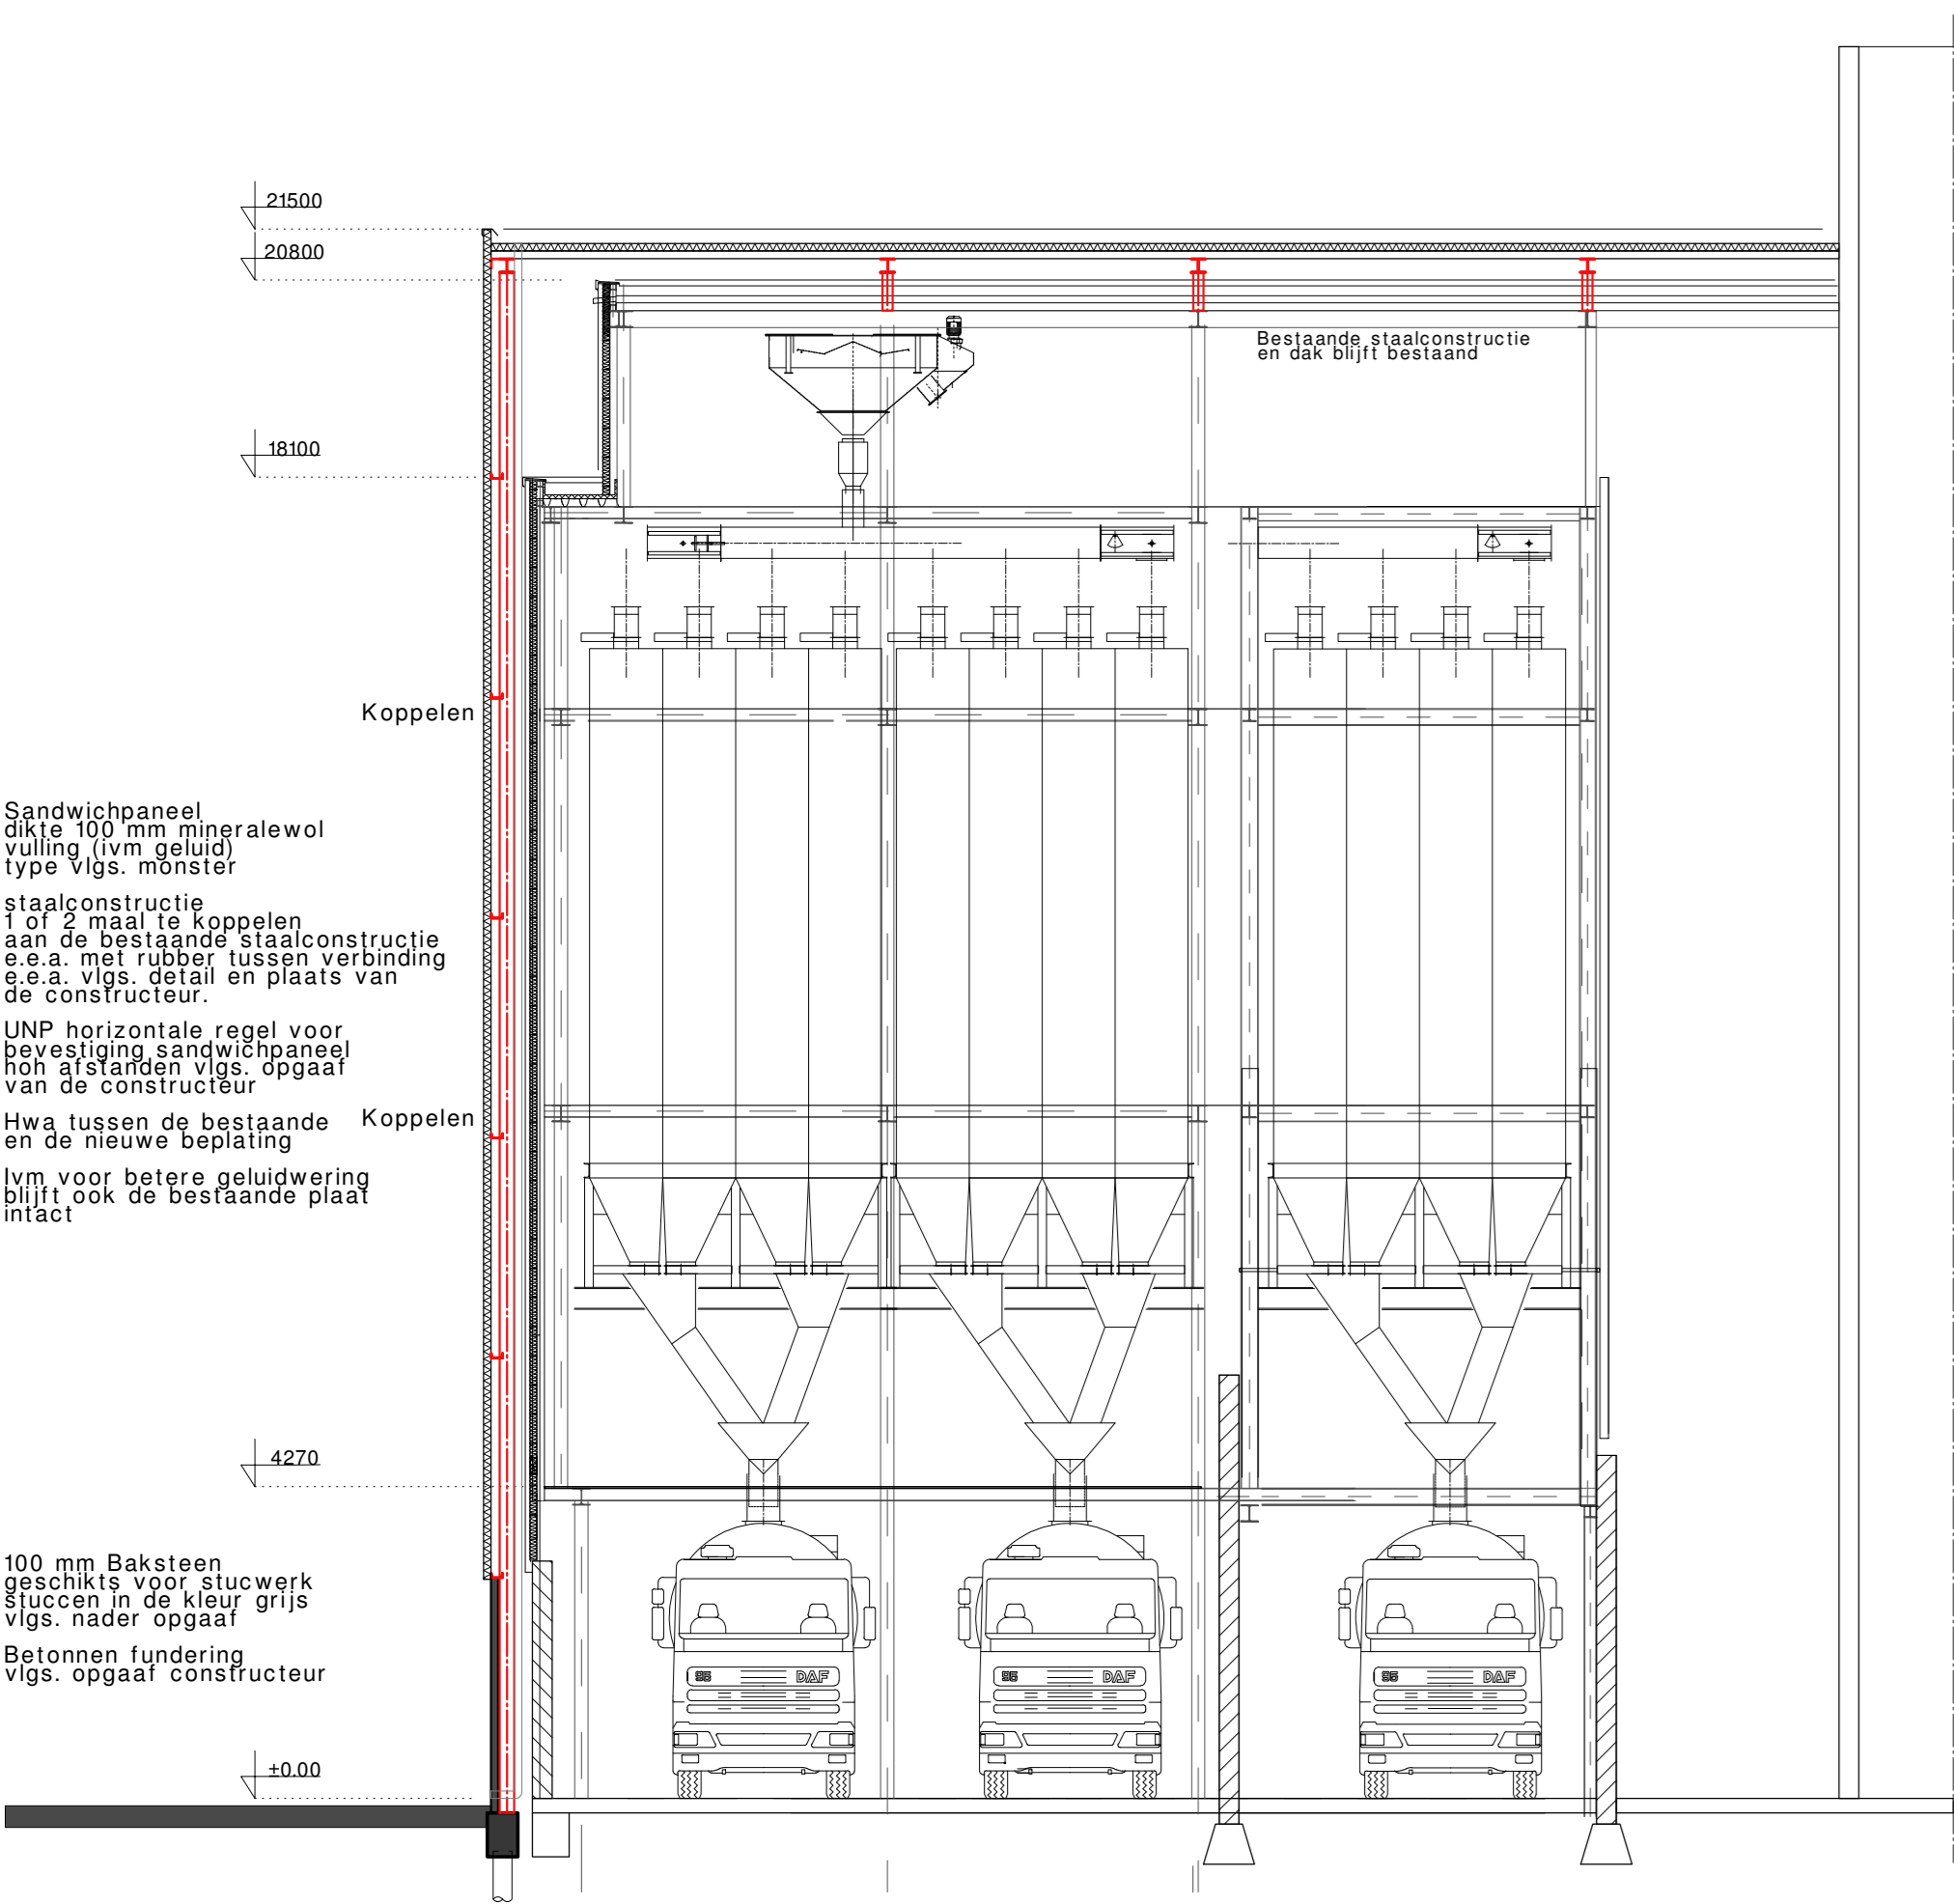 21500
20800
Bestaande staalconstructie
en dak blijft bestaand
18100
Koppelen
Sandwichpaneel
dikte 100 mm mineralewol
vulling (ivm geluid)
type vlgs. monster
staalconstructie
1 of 2 maal te koppelen
aan de bestaande staalconstructie
e.e.a. met rubber tussen verbinding
e.e.a. vlgs. detail en plaats van
de constructeur.
UNP horizontale regel voor
bevestiging sandwichpaneel
hoh afstanden vlgs. opgaaf
van de constructeur
Hwa tussen de bestaande
en de nieuwe beplating
Koppelen
Ivm voor betere geluidwering
blijft ook de bestaande plaat
intact
4270
100 mm Baksteen
geschikts voor stucwerk
stuccen in de kleur grijs
vlgs. nader opgaaf
Betonnen fundering
vlgs. opgaaf constructeur
95 DAF
95 DAF
95 DAF
±0.00